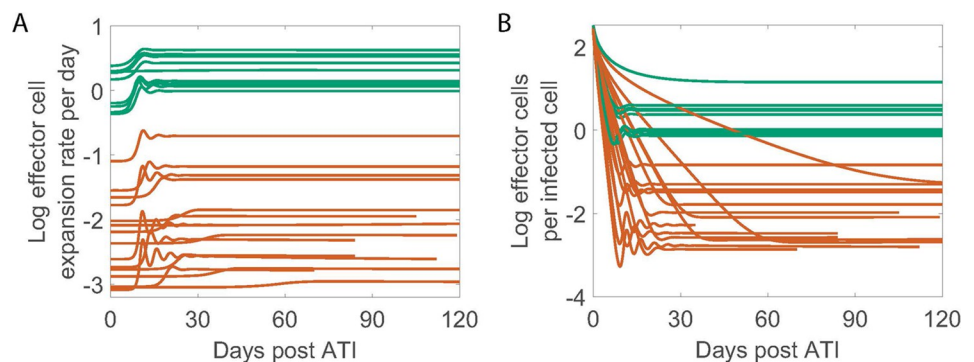 A
Log effector cell
expansion rate per day
1
0
-1
-2
-3
0
30
60
90
120
Days post ATI
B
Log effector cells
per infected cell
2
0
-2
-4
0
30
60
90
120
Days post ATI